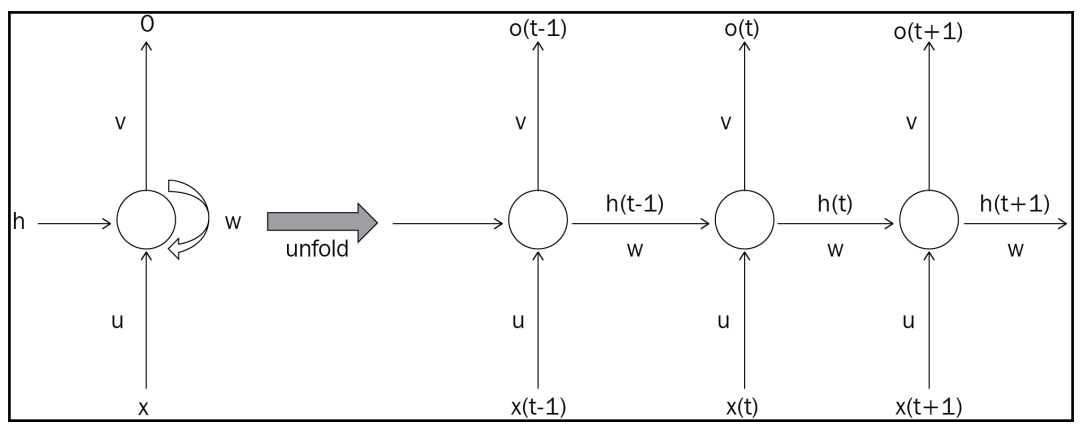 O
o(t-1)
o(t)
o(t+1)
v
v
v
v
h
w
unfold
h(t-1)
w
h(t)
w
h(t+1)
w
u
u
u
u
x
x(t-1)
x(t)
x(t+1)